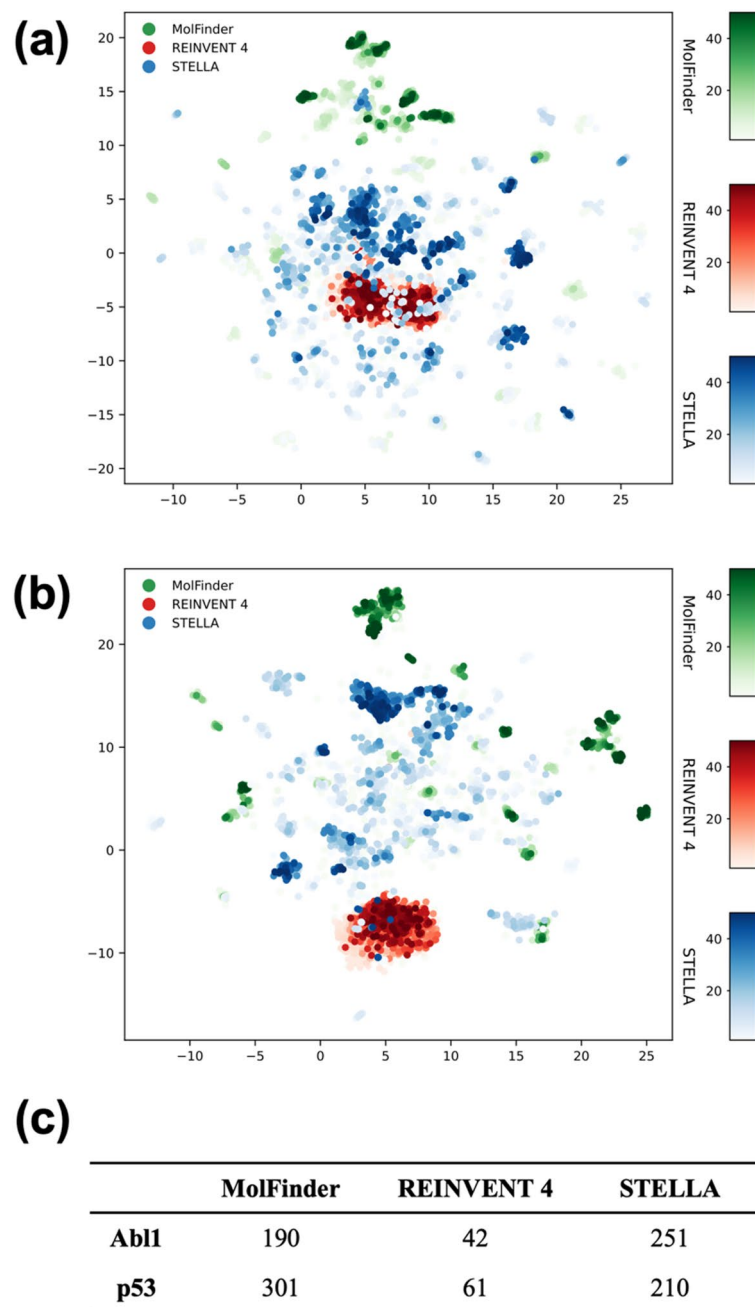 (a)
MolFinder
REINVENT 4
STELLA
20
15
10
5
0
−5
−10
−15
−20
−10 −5 0 5 10 15 20 25
40
20
MolFinder
40
20
REINVENT 4
40
20
STELLA
(b)
MolFinder
REINVENT 4
STELLA
20
10
0
−10
−10 −5 0 5 10 15 20 25
40
20
MolFinder
40
20
REINVENT 4
40
20
STELLA
(c)
MolFinder REINVENT 4 STELLA
Abl1 190 42 251
p53 301 61 210